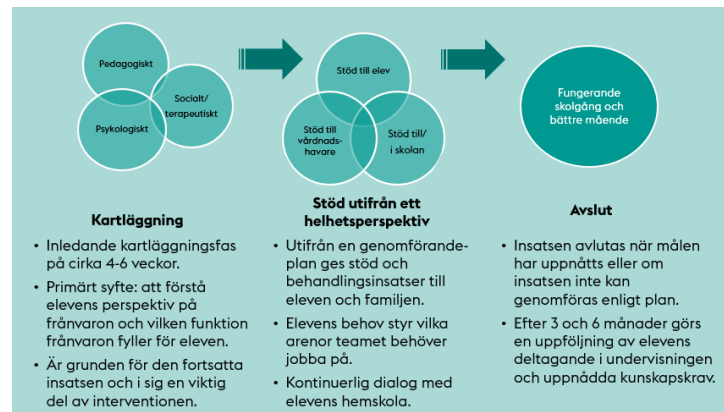 Pedagogiskt
Socialt/
terapeutiskt
Psykologiskt
Stöd till elev
Stöd till
vårdnads-
havare
Stöd till/
i skolan
Fungerande
skolgång och
bättre mående
Kartläggning
• Inledande kartläggningsfas
på cirka 4-6 veckor.
• Primärt syfte: att förstå
elevens perspektiv på
frånvaron och vilken funktion
frånvaron fyller för eleven.
• Är grunden för den fortsatta
insatsen och i sig en viktig
del av interventionen.
Stöd utifrån ett
helhetsperspektiv
• Utifrån en genomförande-
plan ges stöd och
behandlingsinsatser till
eleven och familjen.
• Elevens behov styr vilka
arenor teamet behöver
jobba på.
• Kontinuerlig dialog med
elevens hemskola.
Avslut
• Insatsen avlutas när målen
har uppnåtts eller om
insatsen inte kan
genomföras enligt plan.
• Efter 3 och 6 månader görs
en uppföljning av elevens
deltagande i undervisningen
och uppnådda kunskapskrav.